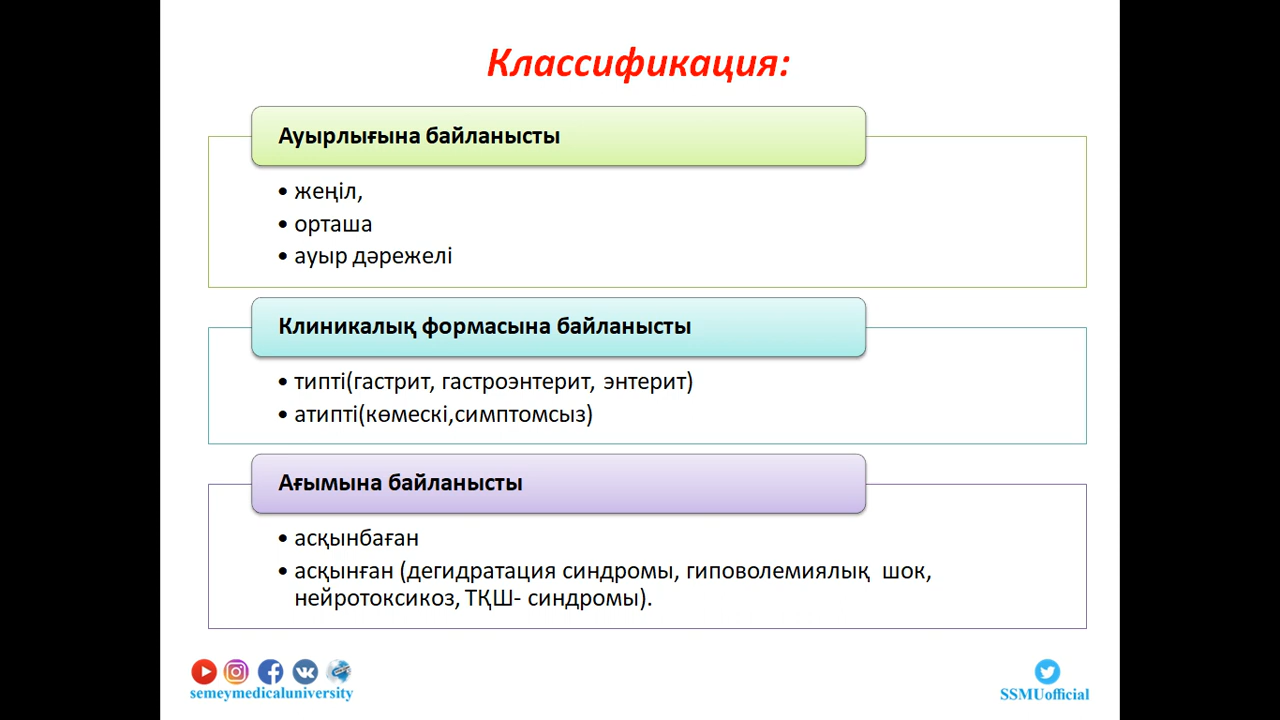 Классификация:
Ауырлығына байланысты
• жеңіл,
• орташа
• ауыр дәрежелі
Клиникалық формасына байланысты
• типті(гастрит, гастроэнтерит, энтерит)
• атипті(көмескі,симптомсыз)
Ағымына байланысты
• асқынбаған
• асқынған (дегидратация синдромы, гиповолемиялық шок,
нейротоксикоз, ТҚШ- синдромы).
semeymedicaluniversity
SSMUofficial